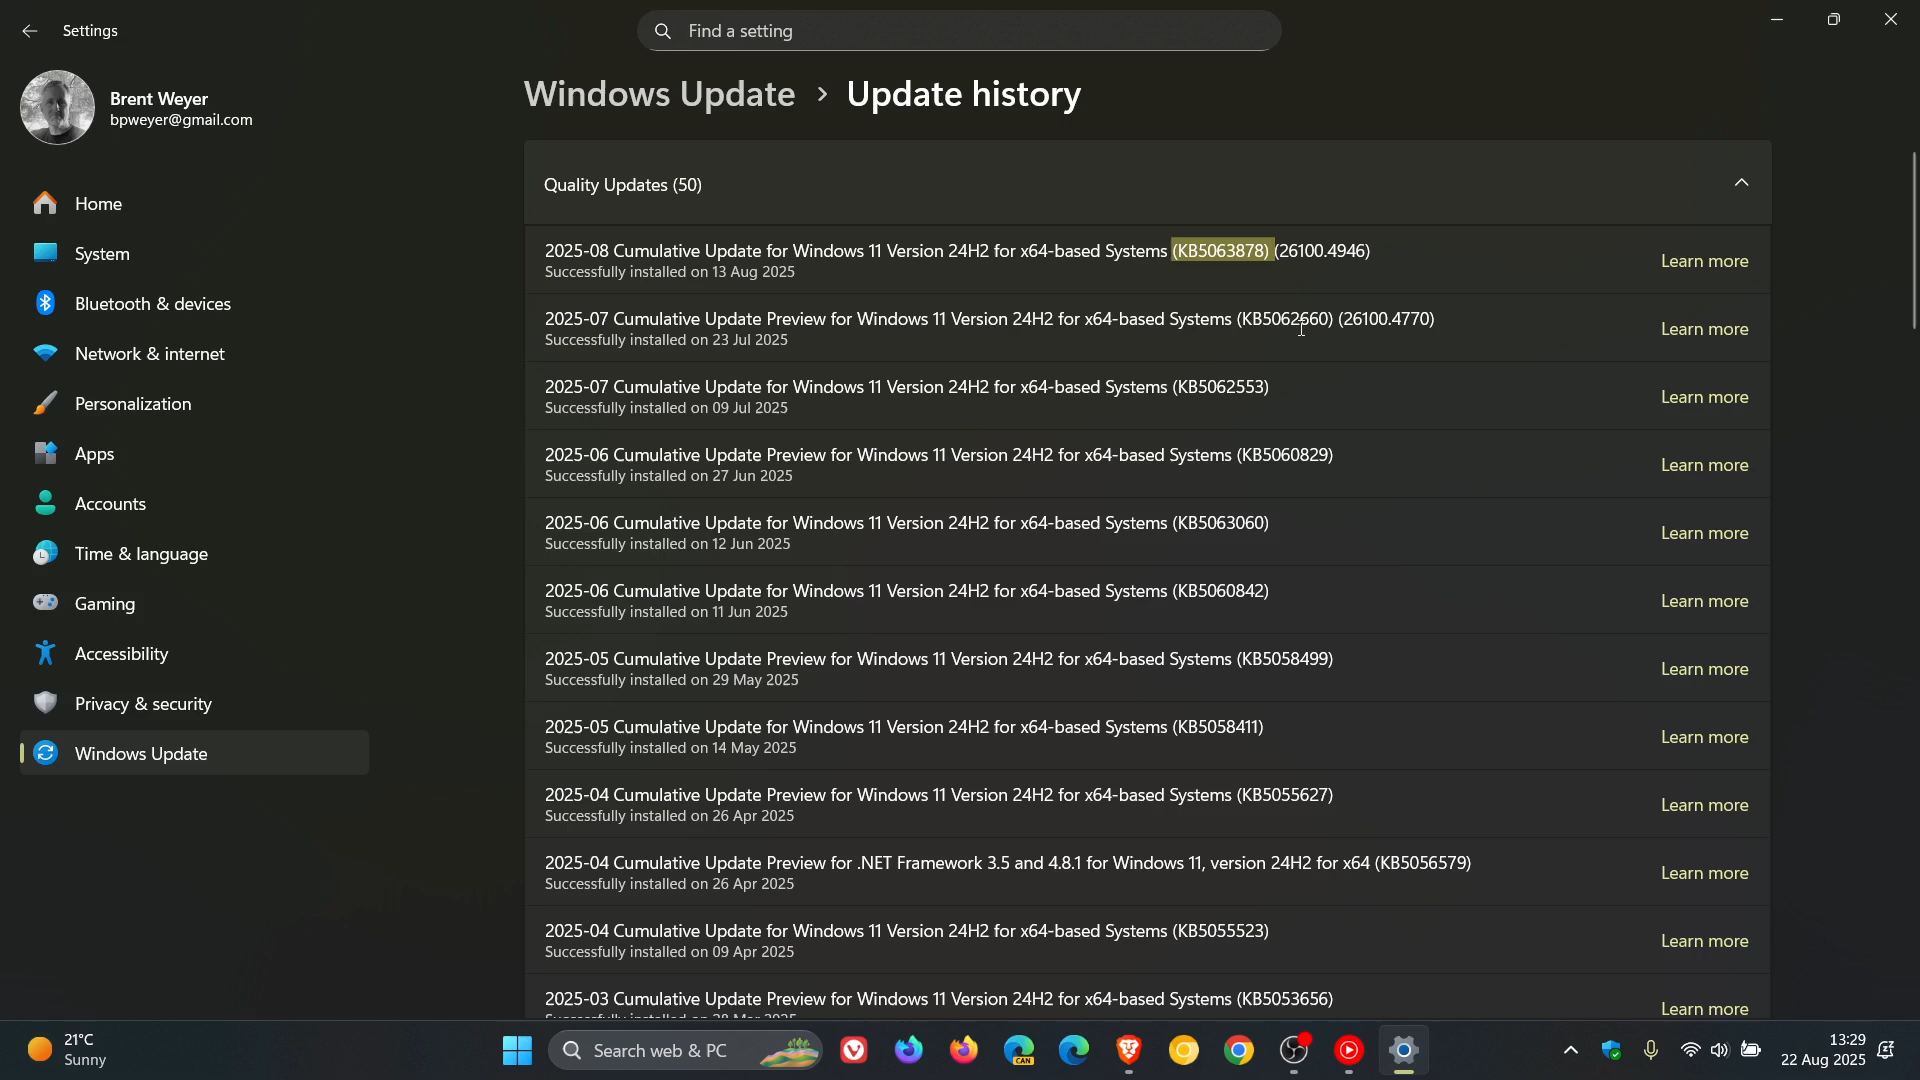 Settings
Find a setting
Brent Weyer
bpweyer@gmail.com
Home
System
Bluetooth & devices
Network & internet
Personalization
Apps
Accounts
Time & language
Gaming
Accessibility
Privacy & security
Windows Update
Windows Update > Update history
Quality Updates (50)
2025-08 Cumulative Update for Windows 11 Version 24H2 for x64-based Systems (KB5063878) (26100.4946)
Successfully installed on 13 Aug 2025
Learn more
2025-07 Cumulative Update Preview for Windows 11 Version 24H2 for x64-based Systems (KB5062660) (26100.4770)
Successfully installed on 23 Jul 2025
Learn more
2025-07 Cumulative Update for Windows 11 Version 24H2 for x64-based Systems (KB5062553)
Successfully installed on 09 Jul 2025
Learn more
2025-06 Cumulative Update Preview for Windows 11 Version 24H2 for x64-based Systems (KB5060829)
Successfully installed on 27 Jun 2025
Learn more
2025-06 Cumulative Update for Windows 11 Version 24H2 for x64-based Systems (KB5063060)
Successfully installed on 12 Jun 2025
Learn more
2025-06 Cumulative Update for Windows 11 Version 24H2 for x64-based Systems (KB5060842)
Successfully installed on 11 Jun 2025
Learn more
2025-05 Cumulative Update Preview for Windows 11 Version 24H2 for x64-based Systems (KB5058499)
Successfully installed on 29 May 2025
Learn more
2025-05 Cumulative Update for Windows 11 Version 24H2 for x64-based Systems (KB5058411)
Successfully installed on 14 May 2025
Learn more
2025-04 Cumulative Update Preview for Windows 11 Version 24H2 for x64-based Systems (KB5055627)
Successfully installed on 26 Apr 2025
Learn more
2025-04 Cumulative Update Preview for .NET Framework 3.5 and 4.8.1 for Windows 11, version 24H2 for x64 (KB5056579)
Successfully installed on 26 Apr 2025
Learn more
2025-04 Cumulative Update for Windows 11 Version 24H2 for x64-based Systems (KB5055523)
Successfully installed on 09 Apr 2025
Learn more
2025-03 Cumulative Update Preview for Windows 11 Version 24H2 for x64-based Systems (KB5053656)
Successfully installed on 28 Mar 2025
Learn more
21°C
Sunny
Search web & PC
CAN
13:29
22 Aug 2025